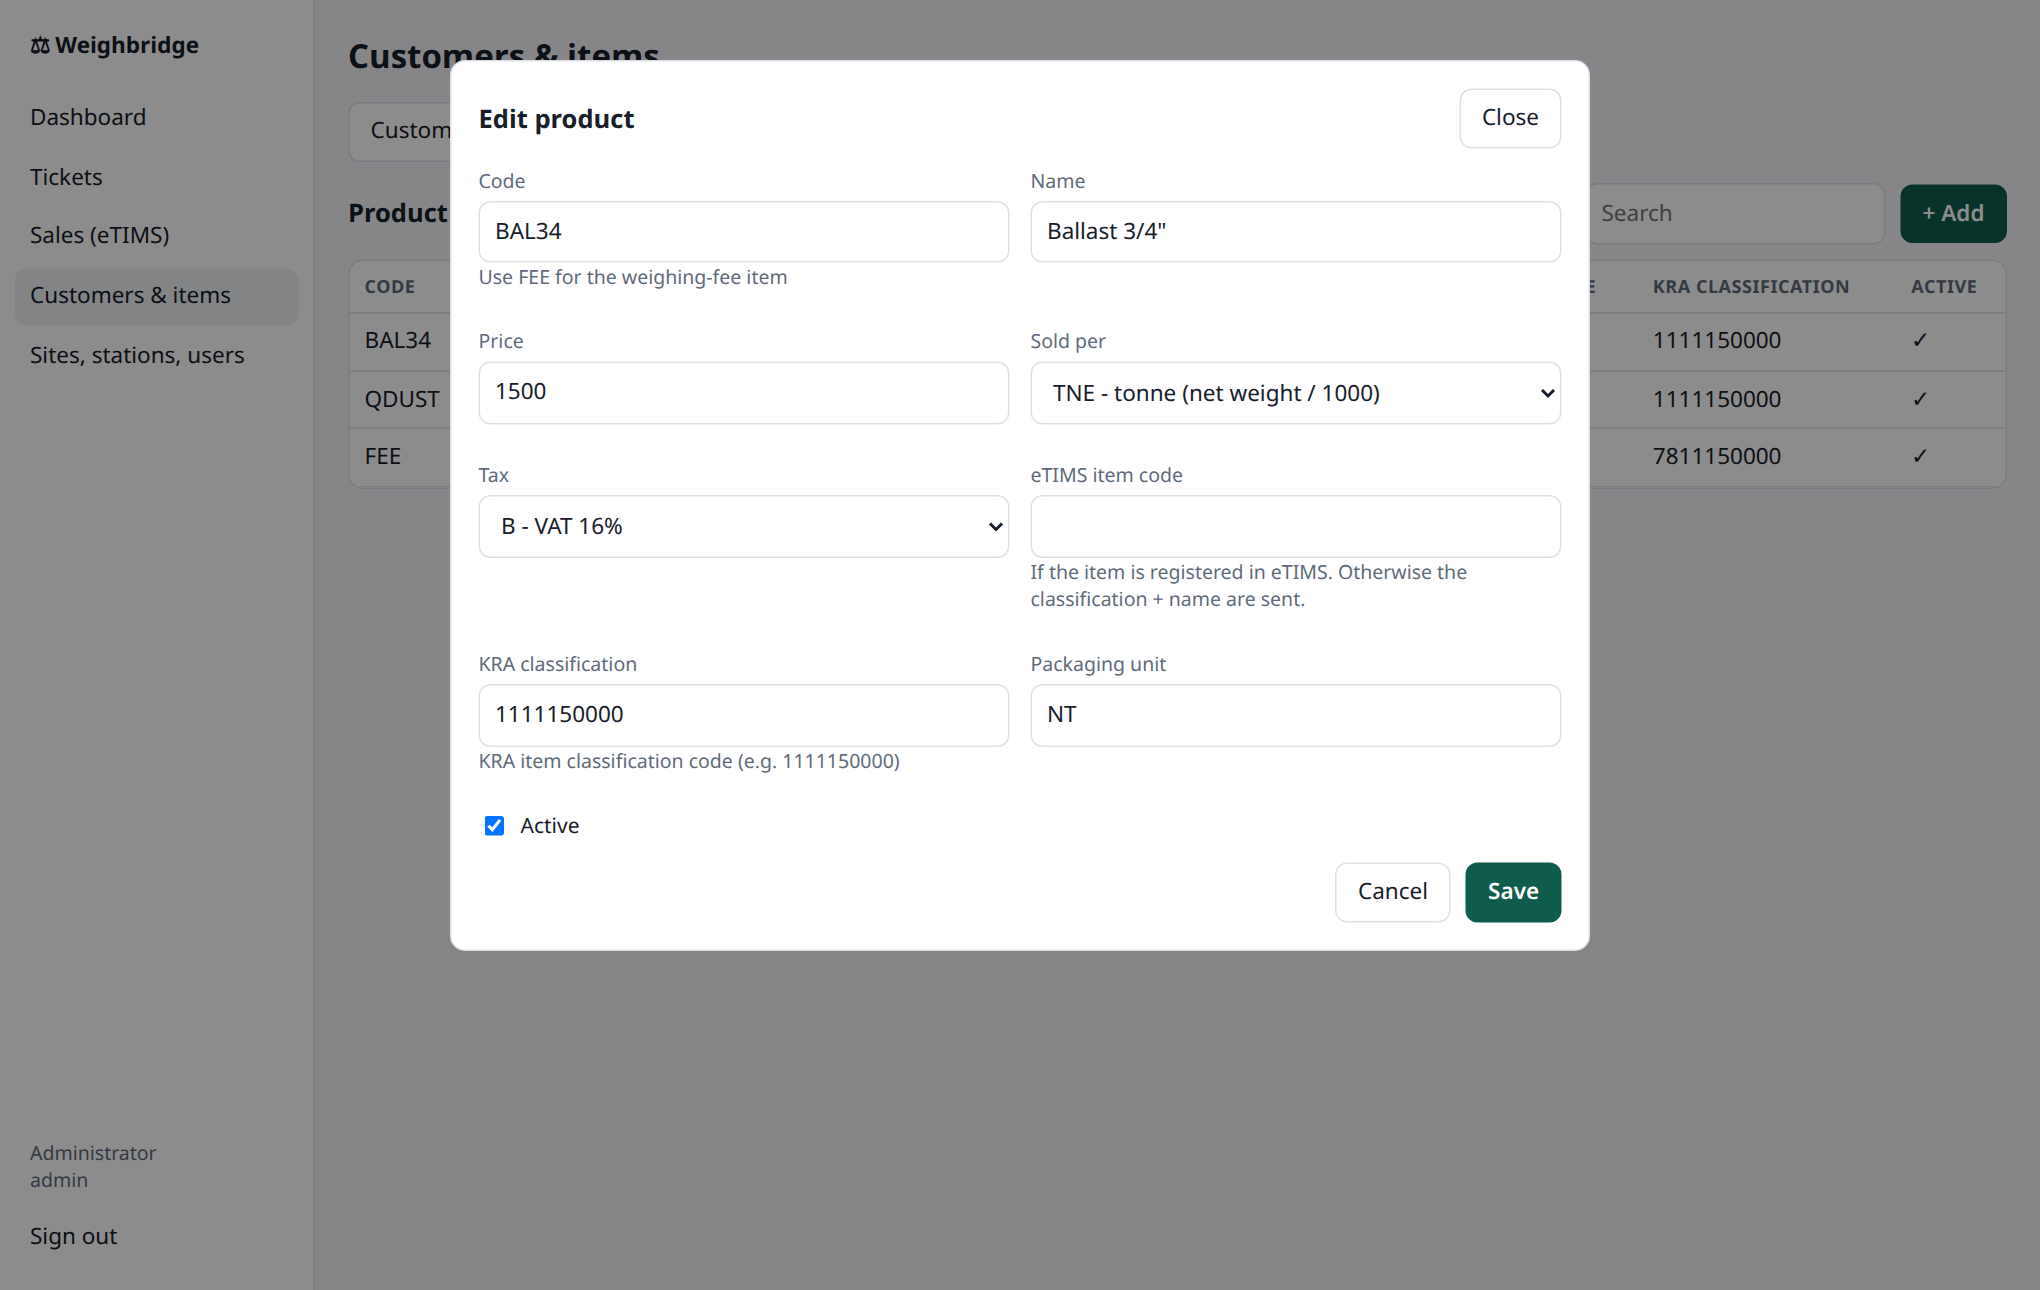 ⚖ Weighbridge
Dashboard
Tickets
Sales (eTIMS)
Customers & items
Sites, stations, users
Administrator
admin
Sign out
Customers & items
Product
Search
+ Add
CODE
KRA CLASSIFICATION
ACTIVE
BAL34
1111150000
✓
QDUST
1111150000
✓
FEE
7811150000
✓
Edit product
Close
Code
Name
BAL34
Ballast 3/4"
Use FEE for the weighing-fee item
Price
Sold per
1500
TNE - tonne (net weight / 1000)
Tax
eTIMS item code
B - VAT 16%
If the item is registered in eTIMS. Otherwise the
classification + name are sent.
KRA classification
Packaging unit
1111150000
NT
KRA item classification code (e.g. 1111150000)
Active
Cancel
Save